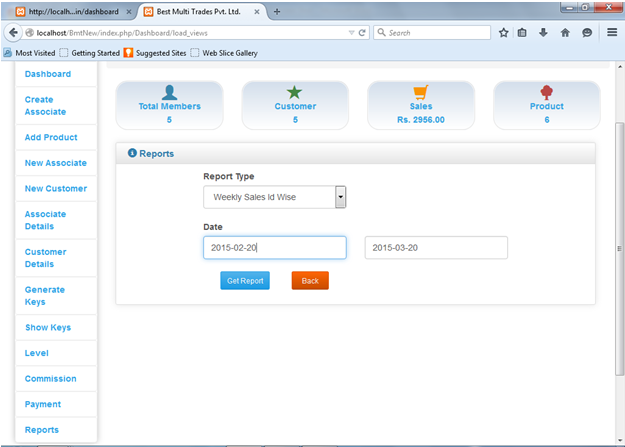 http://localh...in/dashboard
Best Multi Trades Pvt. Ltd.
localhost/BmtNew/index.php/Dashboard/load_views
Search
Most Visited
Getting Started
Suggested Sites
Web Slice Gallery
Dashboard
Create
Associate
Add Product
New Associate
New Customer
Associate
Details
Customer
Details
Generate
Keys
Show Keys
Level
Commission
Payment
Reports
Total Members
5
Customer
5
Sales
Rs. 2956.00
Product
6
Reports
Report Type
Weekly Sales Id Wise
Date
2015-02-20
2015-03-20
Get Report
Back